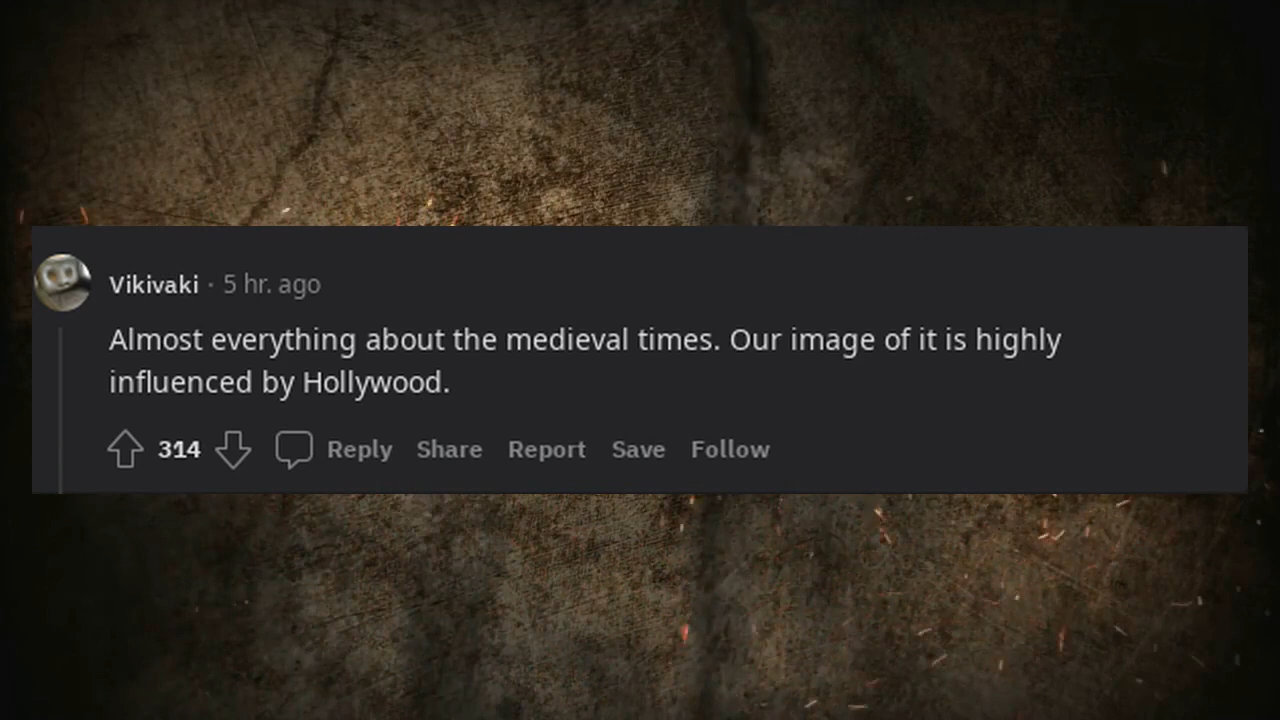 Vikivaki · 5 hr. ago
Almost everything about the medieval times. Our image of it is highly
influenced by Hollywood.
314 Reply Share Report Save Follow